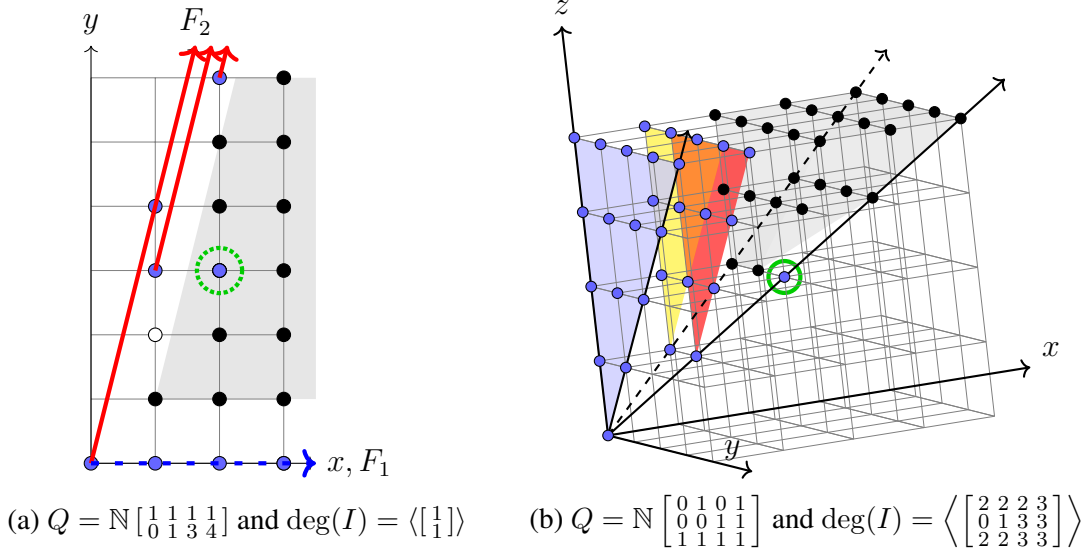 y
F₂
x, F₁
(a) Q = ℕ [1 1 1 1; 0 1 3 4] and deg(I) = ⟨[1; 1]⟩
z
x
y
(b) Q = ℕ [0 1 0 1; 0 0 1 1; 1 1 1 1] and deg(I) = ⟨[2 2 2 3; 0 1 3 3; 2 2 3 3]⟩